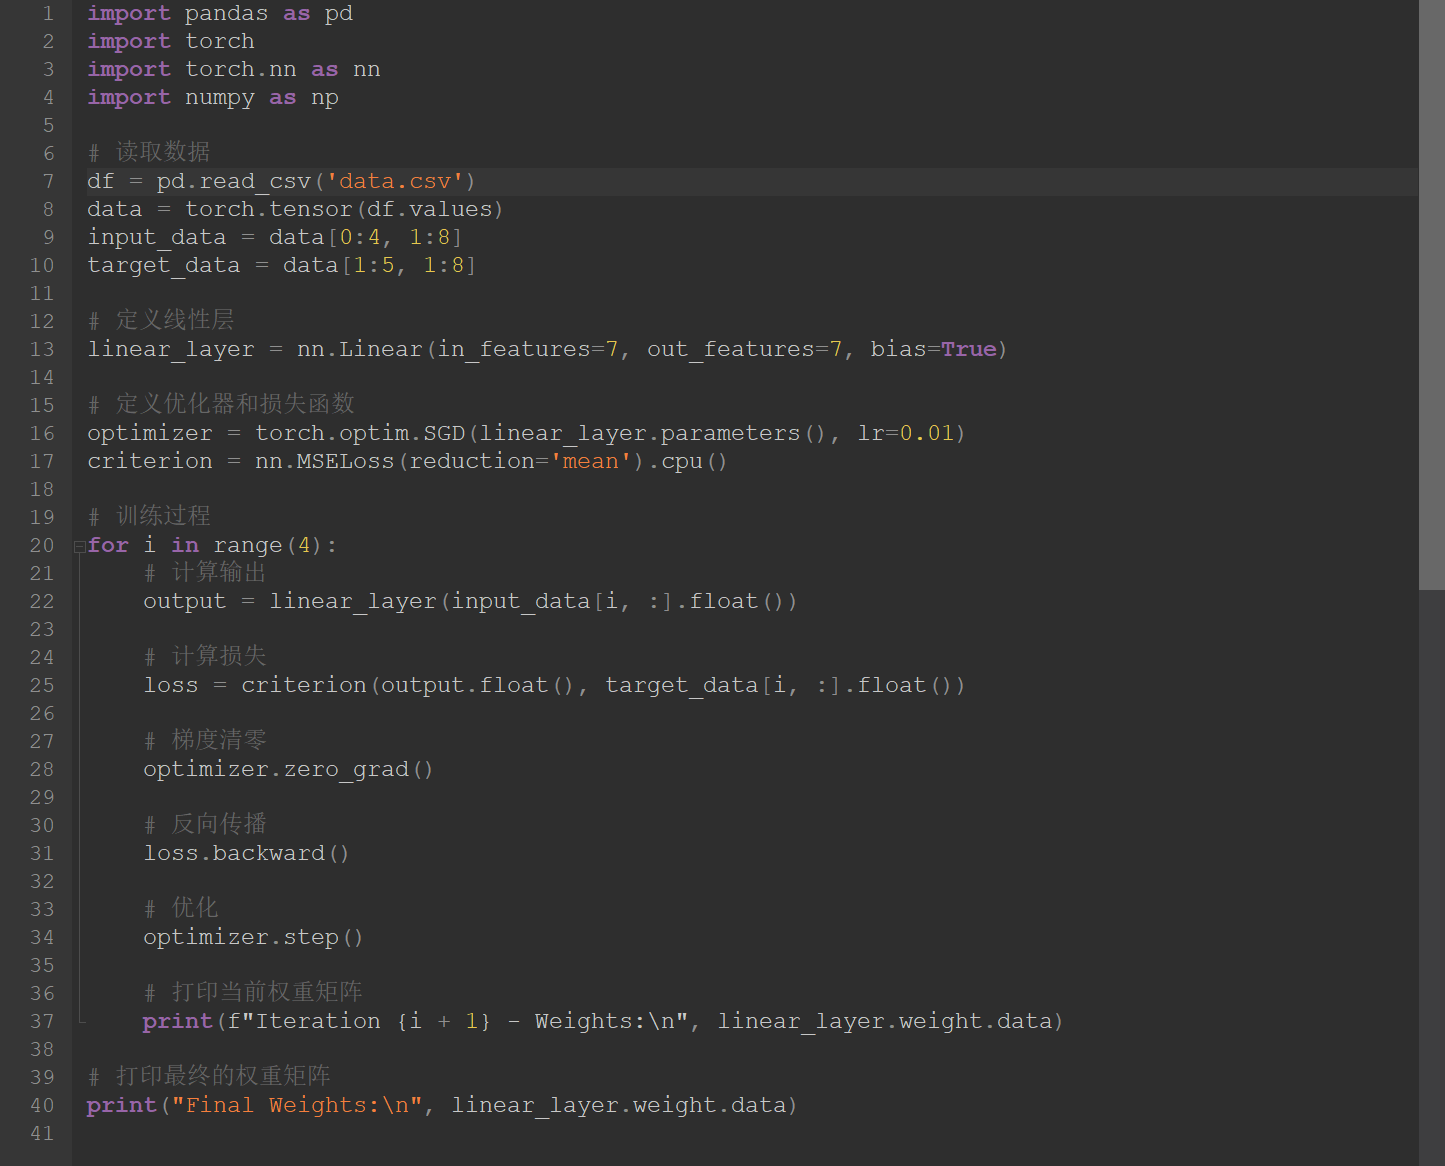 1 import pandas as pd
2 import torch
3 import torch.nn as nn
4 import numpy as np
5
6 # 读取数据
7 df = pd.read_csv('data.csv')
8 data = torch.tensor(df.values)
9 input_data = data[0:4, 1:8]
10 target_data = data[1:5, 1:8]
11
12 # 定义线性层
13 linear_layer = nn.Linear(in_features=7, out_features=7, bias=True)
14
15 # 定义优化器和损失函数
16 optimizer = torch.optim.SGD(linear_layer.parameters(), lr=0.01)
17 criterion = nn.MSELoss(reduction='mean').cpu()
18
19 # 训练过程
20 for i in range(4):
21     # 计算输出
22     output = linear_layer(input_data[i, :].float())
23
24     # 计算损失
25     loss = criterion(output.float(), target_data[i, :].float())
26
27     # 梯度清零
28     optimizer.zero_grad()
29
30     # 反向传播
31     loss.backward()
32
33     # 优化
34     optimizer.step()
35
36     # 打印当前权重矩阵
37     print(f"Iteration {i + 1} - Weights:\n", linear_layer.weight.data)
38
39 # 打印最终的权重矩阵
40 print("Final Weights:\n", linear_layer.weight.data)
41